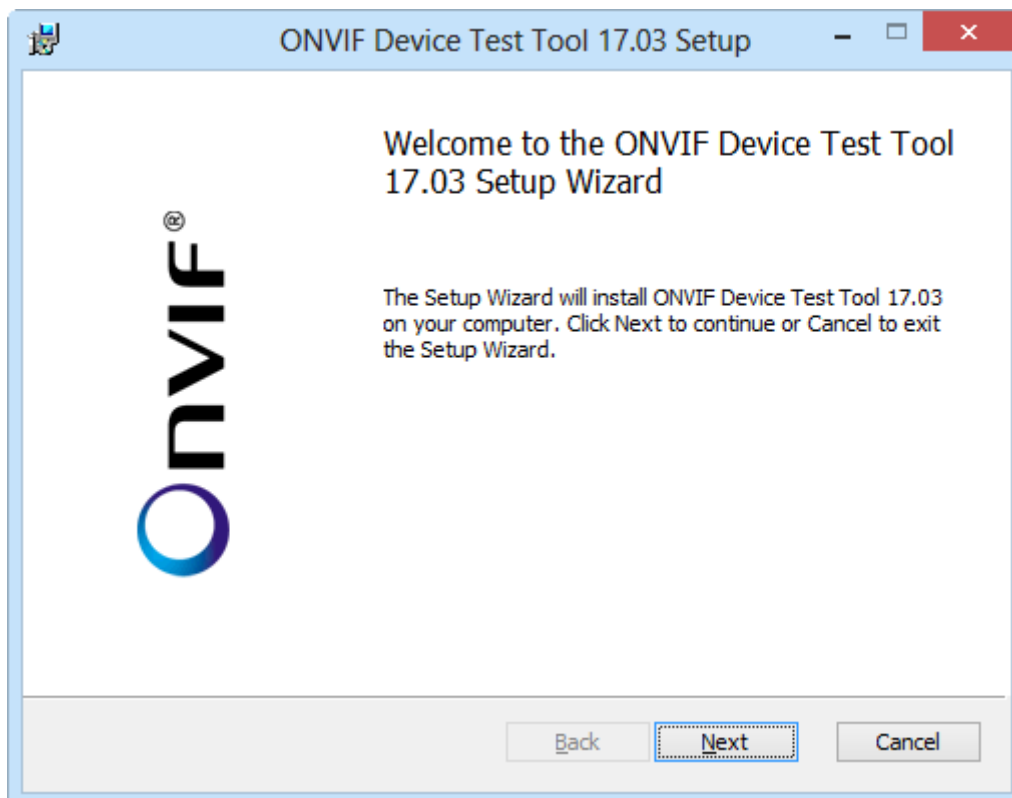 ONVIF Device Test Tool 17.03 Setup
Welcome to the ONVIF Device Test Tool
17.03 Setup Wizard
onvif®
The Setup Wizard will install ONVIF Device Test Tool 17.03
on your computer. Click Next to continue or Cancel to exit
the Setup Wizard.
Back
Next
Cancel